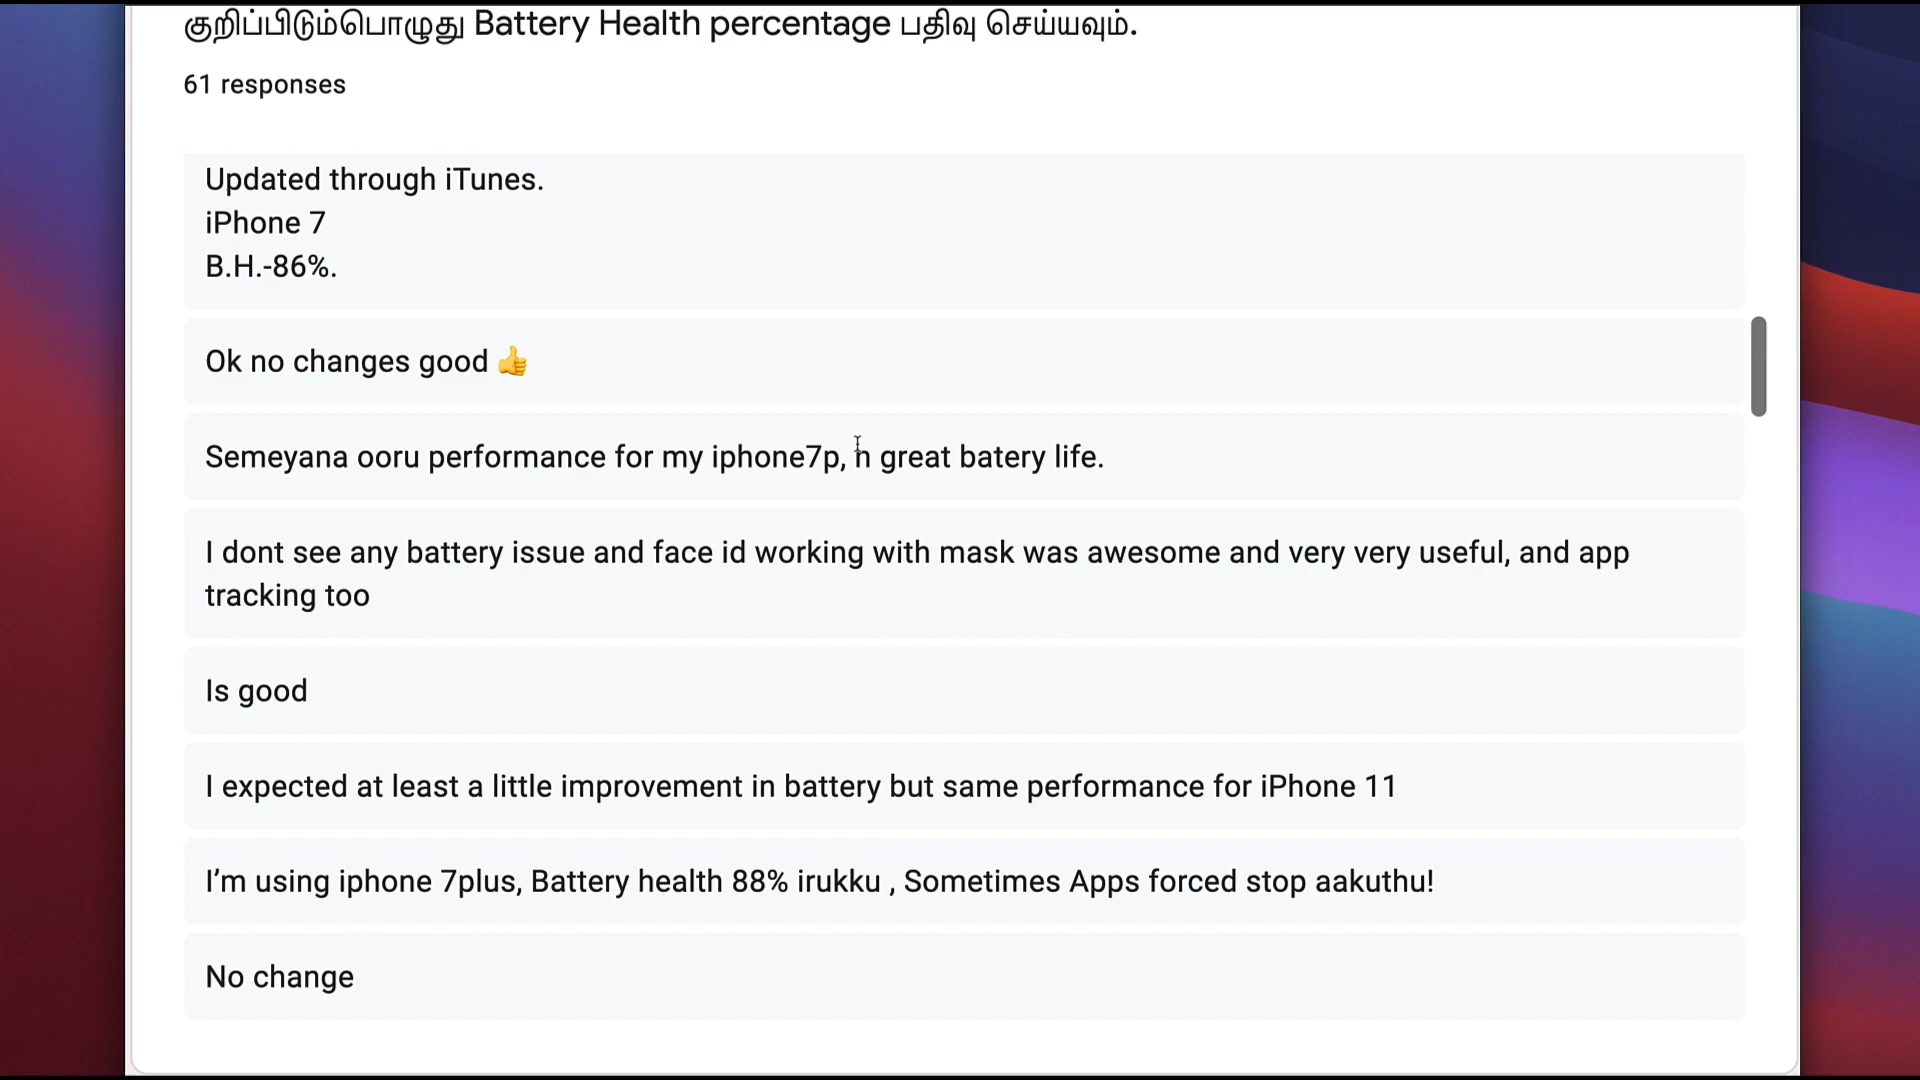 குறிப்பிடும்பொழுது Battery Health percentage பதிவு செய்யவும்.
61 responses
Updated through iTunes.
iPhone 7
B.H.-86%.
Ok no changes good 👍
Semeyana ooru performance for my iphone7p, n great batery life.
I dont see any battery issue and face id working with mask was awesome and very very useful, and app
tracking too
Is good
I expected at least a little improvement in battery but same performance for iPhone 11
I’m using iphone 7plus, Battery health 88% irukku , Sometimes Apps forced stop aakuthu!
No change